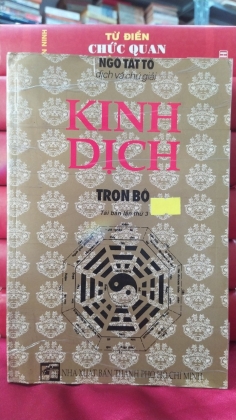 TỪ ĐIỂN
CHỨC QUAN
NGÔ TẤT TỐ
dịch và chú giải
KINH
DỊCH
TRỌN BỘ
Tái bản lần thứ 3
NHÀ XUẤT BẢN THÀNH PHỐ HỒ CHÍ MINH